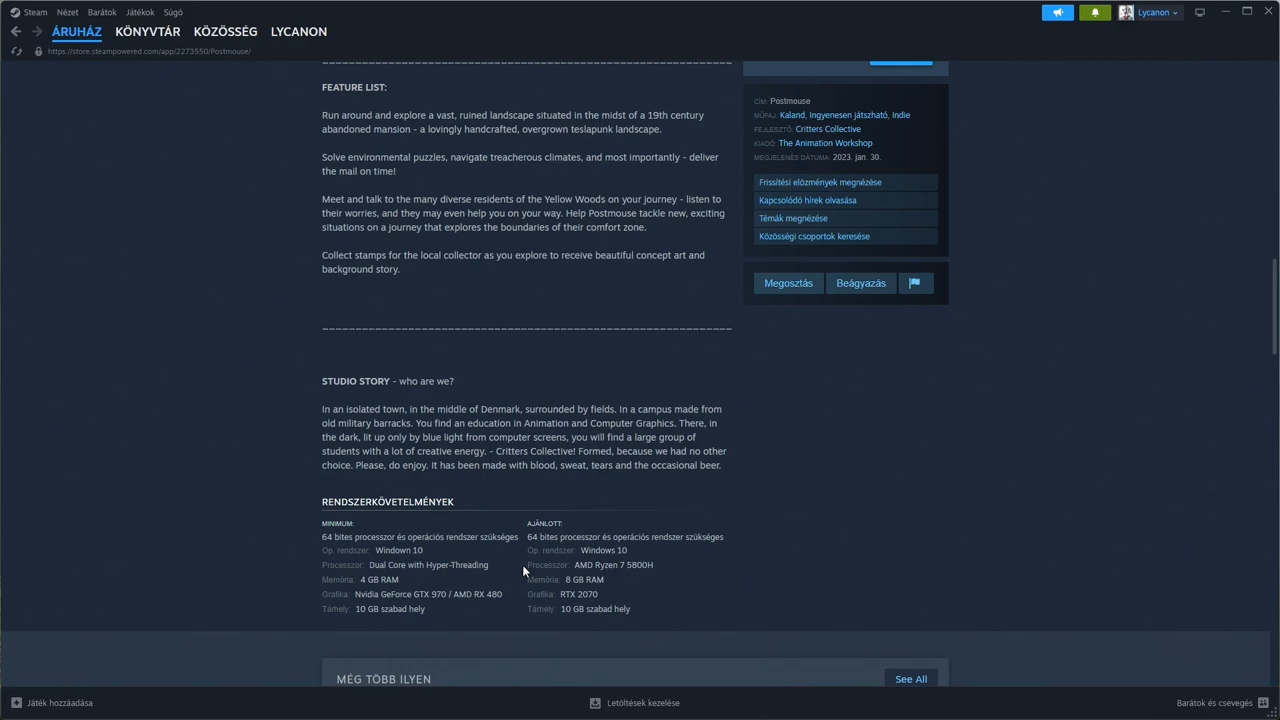 Steam Nézet Barátok Játékok Súgó
Lycanon
ÁRUHÁZ KÖNYVTÁR KÖZÖSSÉG LYCANON
https://store.steampowered.com/app/2273550/Postmouse/
FEATURE LIST:
Run around and explore a vast, ruined landscape situated in the midst of a 19th century
abandoned mansion - a lovingly handcrafted, overgrown teslapunk landscape.
Solve environmental puzzles, navigate treacherous climates, and most importantly - deliver
the mail on time!
Meet and talk to the many diverse residents of the Yellow Woods on your journey - listen to
their worries, and they may even help you on your way. Help Postmouse tackle new, exciting
situations on a journey that explores the boundaries of their comfort zone.
Collect stamps for the local collector as you explore to receive beautiful concept art and
background story.
STUDIO STORY - who are we?
In an isolated town, in the middle of Denmark, surrounded by fields. In a campus made from
old military barracks. You find an education in Animation and Computer Graphics. There, in
the dark, lit up only by blue light from computer screens, you will find a large group of
students with a lot of creative energy. - Critters Collective! Formed, because we had no other
choice. Please, do enjoy. It has been made with blood, sweat, tears and the occasional beer.
RENDSZERKÖVETELMÉNYEK
MINIMUM:
64 bites processzor és operációs rendszer szükséges
Op. rendszer: Windows 10
Processzor: Dual Core with Hyper-Threading
Memória: 4 GB RAM
Grafika: Nvidia GeForce GTX 970 / AMD RX 480
Tárhely: 10 GB szabad hely
AJÁNLOTT:
64 bites processzor és operációs rendszer szükséges
Op. rendszer: Windows 10
Processzor: AMD Ryzen 7 5800H
Memória: 8 GB RAM
Grafika: RTX 2070
Tárhely: 10 GB szabad hely
CÍM: Postmouse
MŰFAJ: Kaland, Ingyenesen játszható, Indie
FEJLESZTŐ: Critters Collective
KIADÓ: The Animation Workshop
MEGJELENÉS DÁTUMA: 2023. jan. 30.
Frissítési előzmények megnézése
Kapcsolódó hírek olvasása
Témák megnézése
Közösségi csoportok keresése
Megosztás Beágyazás
MÉG TÖBB ILYEN
See All
Játék hozzáadása
Letöltések kezelése
Barátok és csevegés